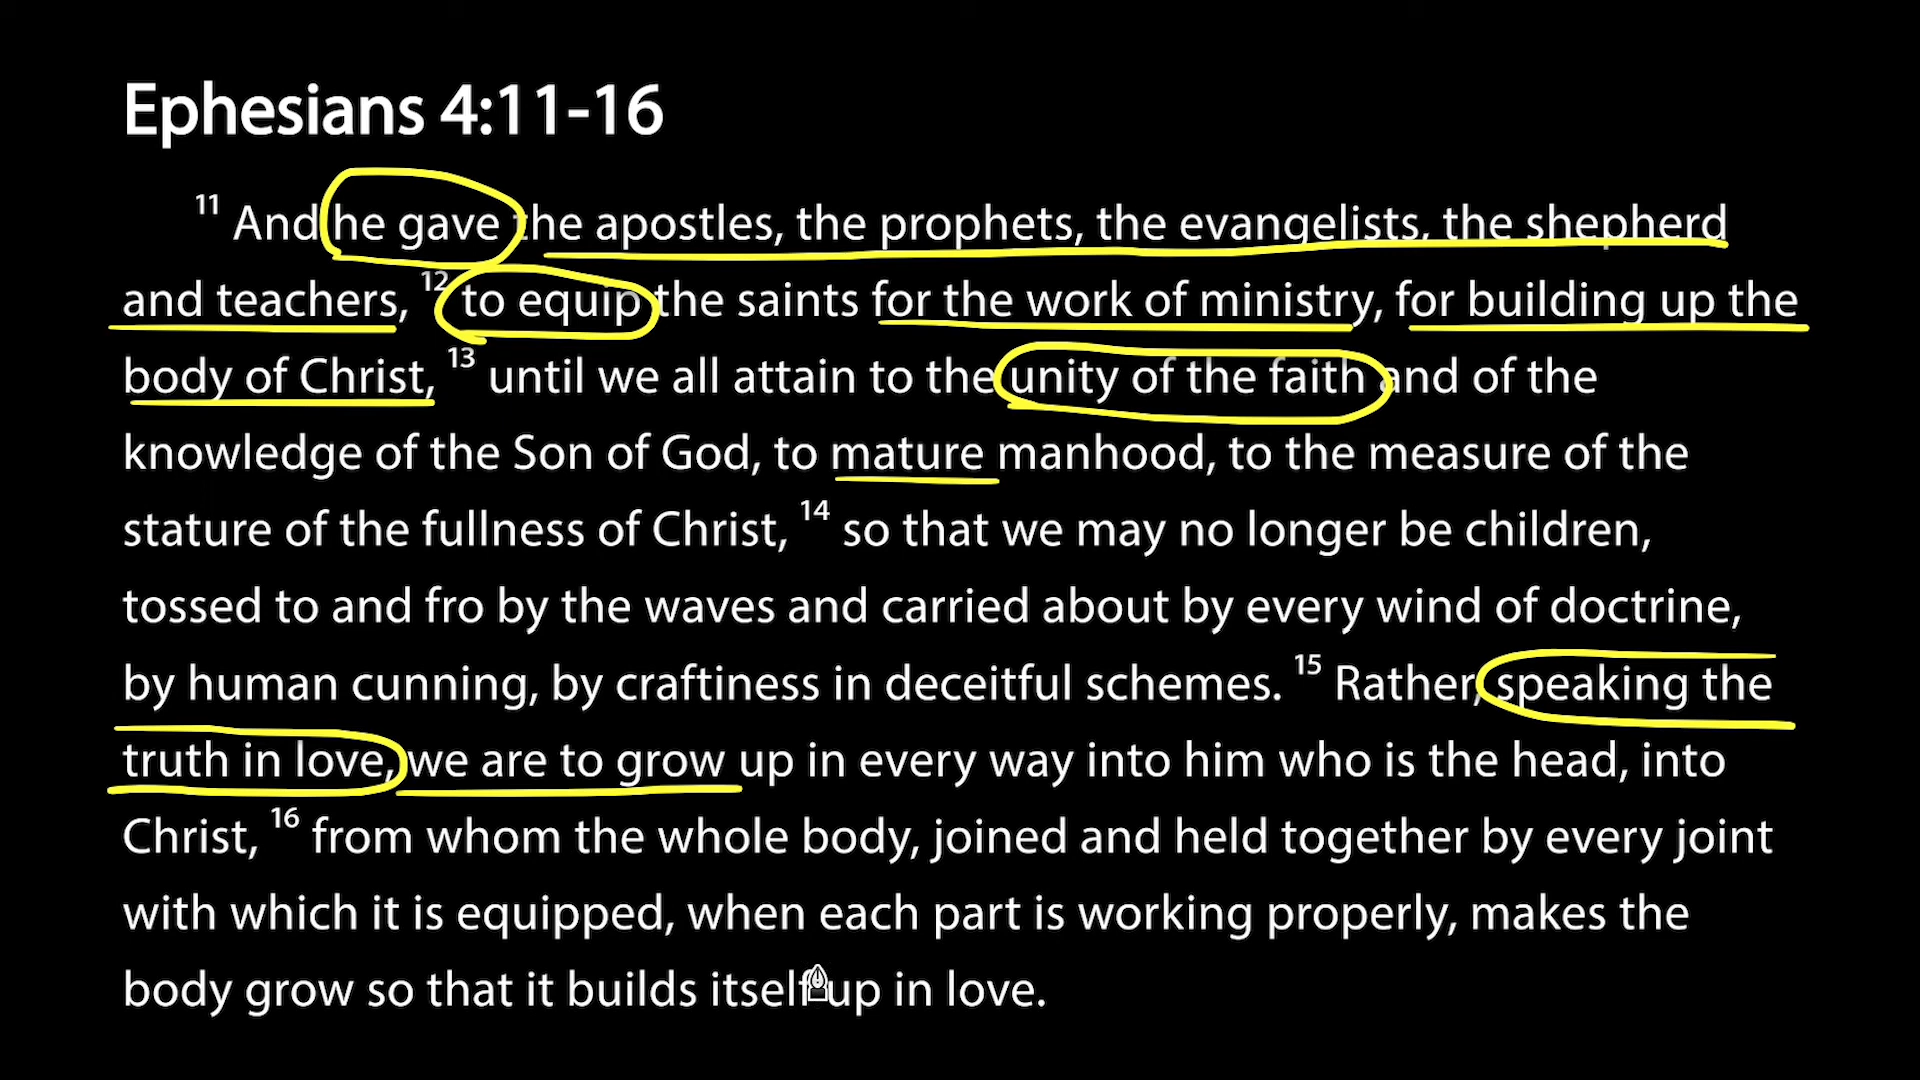 Ephesians 4:11-16
11 And he gave the apostles, the prophets, the evangelists, the shepherd
and teachers, 12 to equip the saints for the work of ministry, for building up the
body of Christ, 13 until we all attain to the unity of the faith and of the
knowledge of the Son of God, to mature manhood, to the measure of the
stature of the fullness of Christ, 14 so that we may no longer be children,
tossed to and fro by the waves and carried about by every wind of doctrine,
by human cunning, by craftiness in deceitful schemes. 15 Rather, speaking the
truth in love, we are to grow up in every way into him who is the head, into
Christ, 16 from whom the whole body, joined and held together by every joint
with which it is equipped, when each part is working properly, makes the
body grow so that it builds itself up in love.